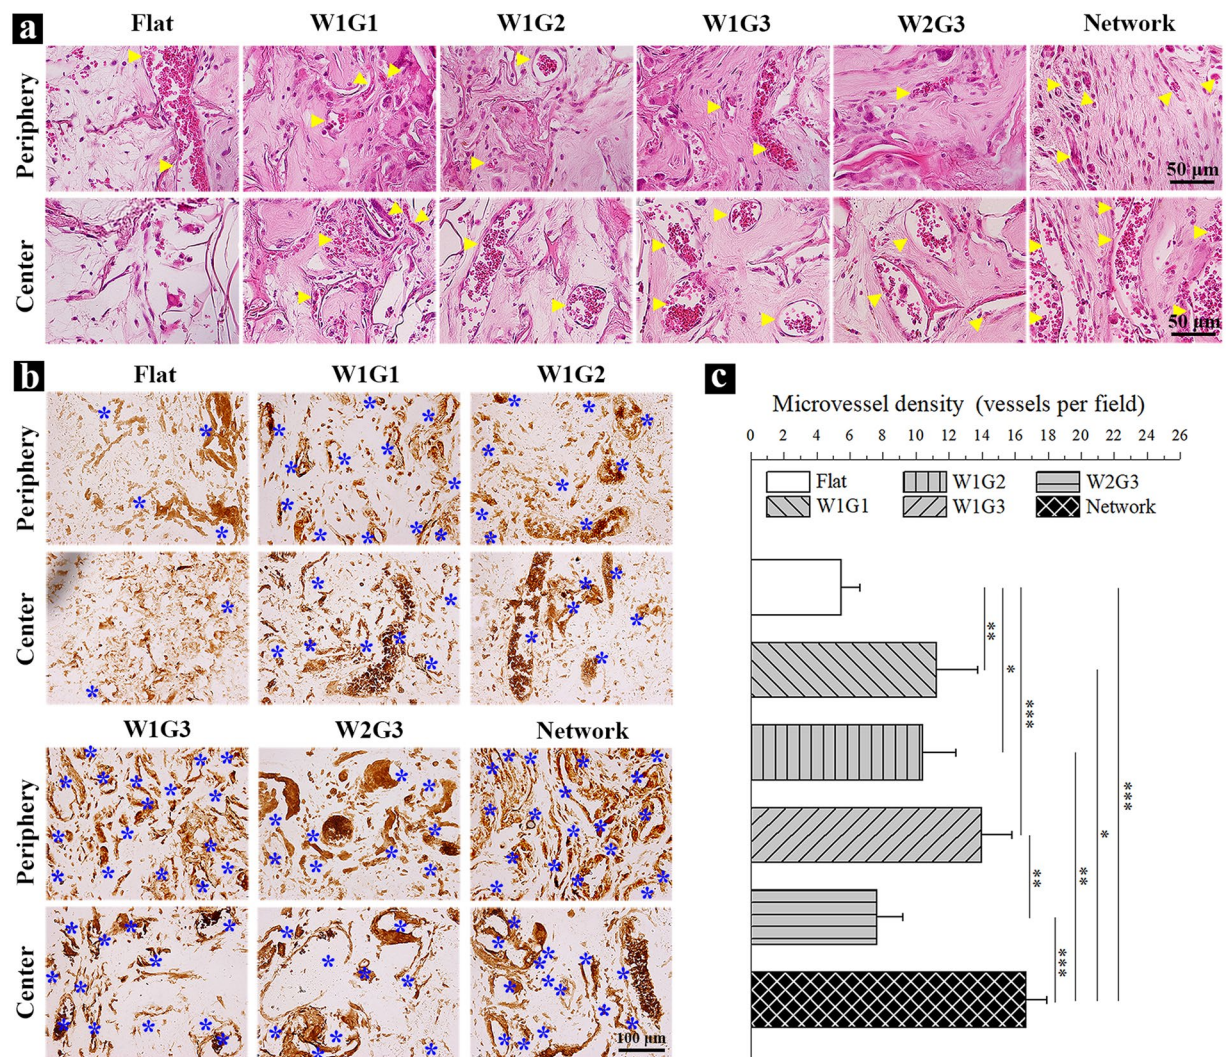 a
Flat W1G1 W1G2 W1G3 W2G3 Network
Periphery
50 μm
Center
50 μm
b
Flat W1G1 W1G2
Periphery
Center
W1G3 W2G3 Network
Periphery
Center
100 μm
c
Microvessel density (vessels per field)
0 2 4 6 8 10 12 14 16 18 20 22 24 26
Flat W1G2 W2G3
W1G1 W1G3 Network
**
*
***
**
***
**
*
***